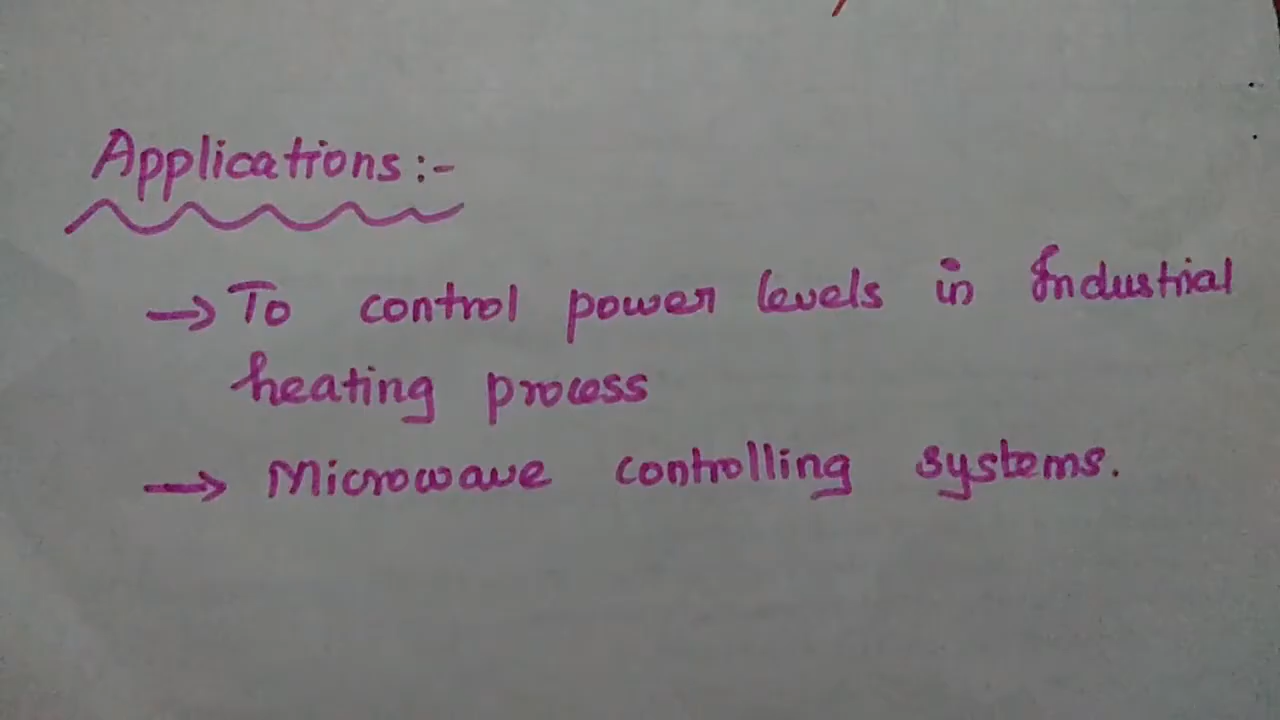 Applications:-
→ To control power levels in Industrial
heating process
→ Microwave controlling systems.